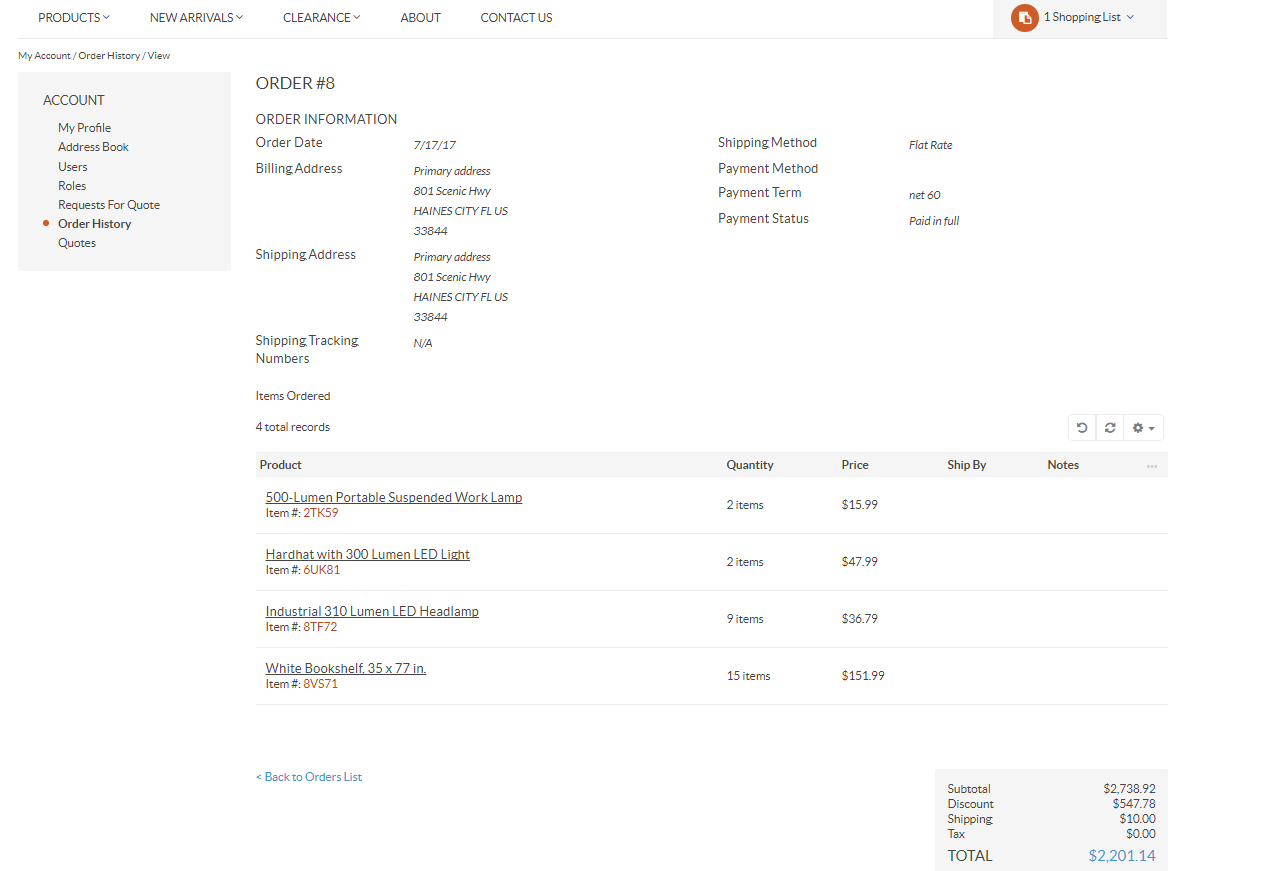 PRODUCTS NEW ARRIVALS CLEARANCE ABOUT CONTACT US 1 Shopping List
My Account / Order History / View
ACCOUNT
My Profile
Address Book
Users
Roles
Requests For Quote
Order History
Quotes
ORDER #8
ORDER INFORMATION
Order Date 7/17/17
Billing Address Primary address
801 Scenic Hwy
HAINES CITY FL US
33844
Shipping Address Primary address
801 Scenic Hwy
HAINES CITY FL US
33844
Shipping Tracking N/A
Numbers
Shipping Method Flat Rate
Payment Method
Payment Term net 60
Payment Status Paid in full
Items Ordered
4 total records
Product Quantity Price Ship By Notes
500-Lumen Portable Suspended Work Lamp
Item #: 2TK59 2 items $15.99
Hardhat with 300 Lumen LED Light
Item #: 6UK81 2 items $47.99
Industrial 310 Lumen LED Headlamp
Item #: 8TF72 9 items $36.79
White Bookshelf, 35 x 77 in.
Item #: 8VS71 15 items $151.99
< Back to Orders List
Subtotal $2,738.92
Discount $547.78
Shipping $10.00
Tax $0.00
TOTAL $2,201.14